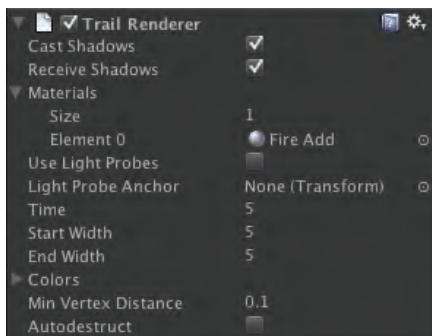 Trail Renderer
Cast Shadows
Receive Shadows
Materials
Size 1
Element 0 Fire Add
Use Light Probes
Light Probe Anchor None (Transform)
Time 5
Start Width 5
End Width 5
Colors
Min Vertex Distance 0.1
Autodestruct